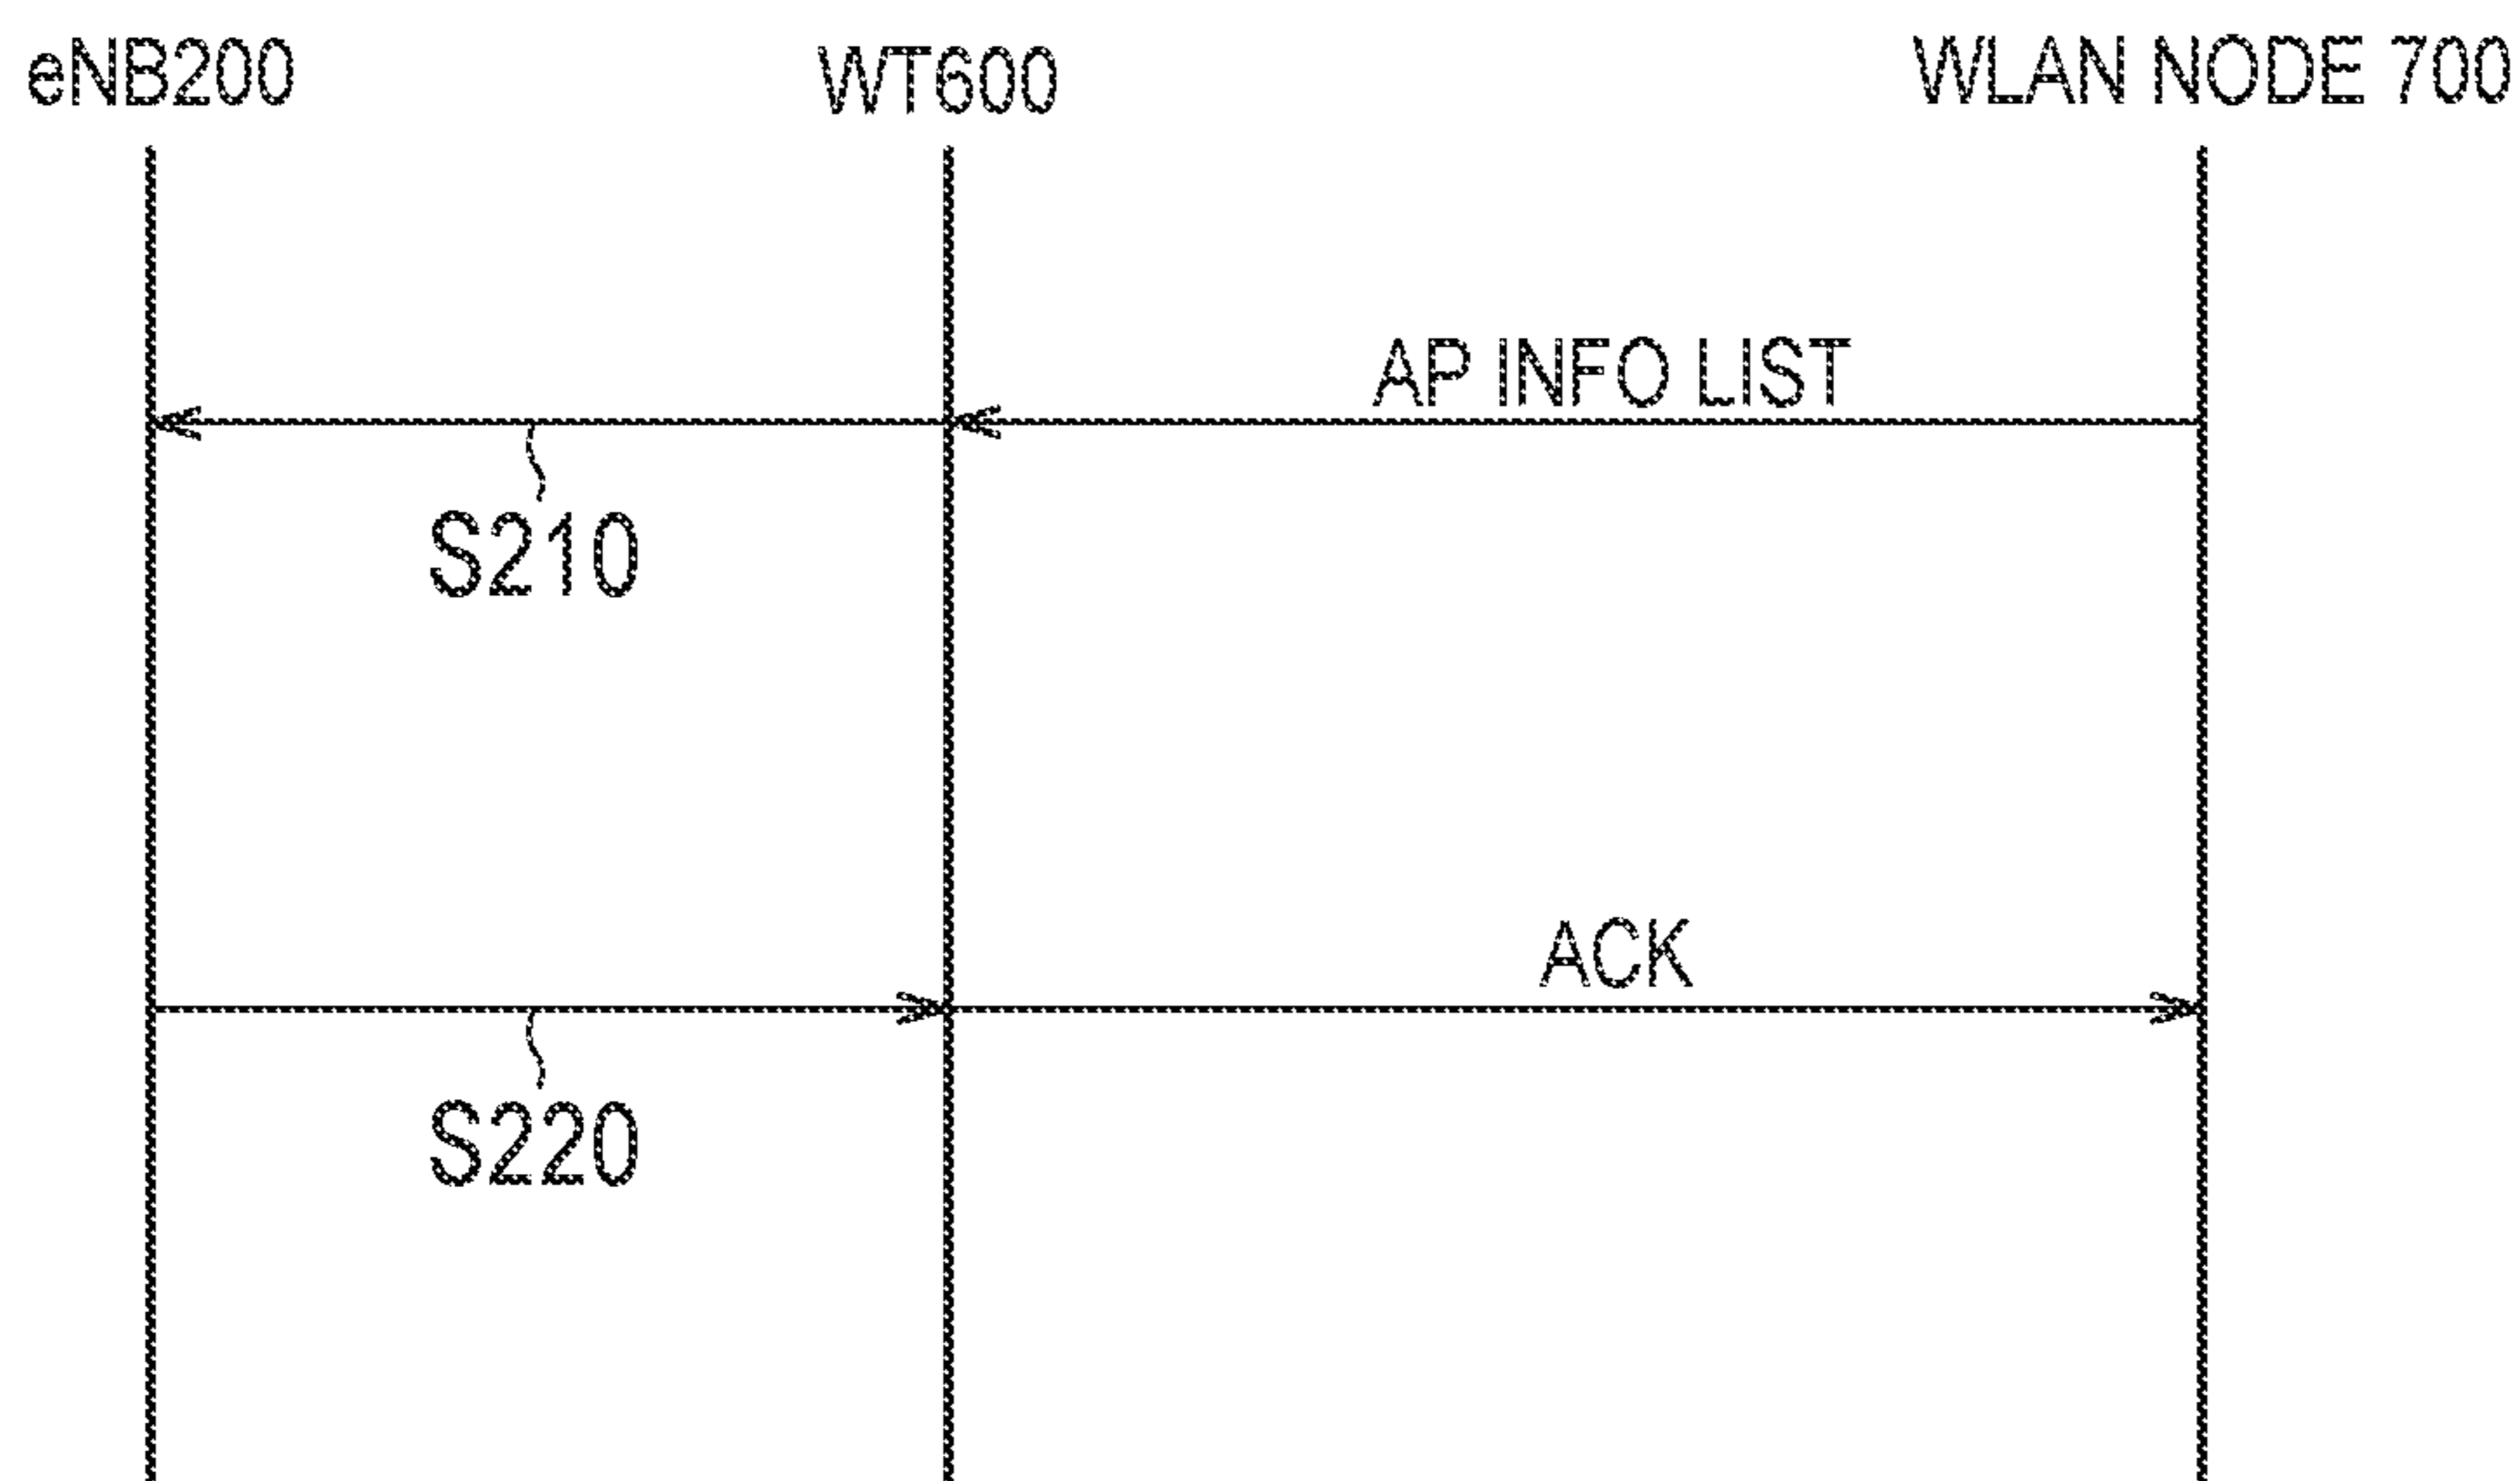 eNB200
WT600
WLAN NODE 700
AP INFO LIST
S210
ACK
S220